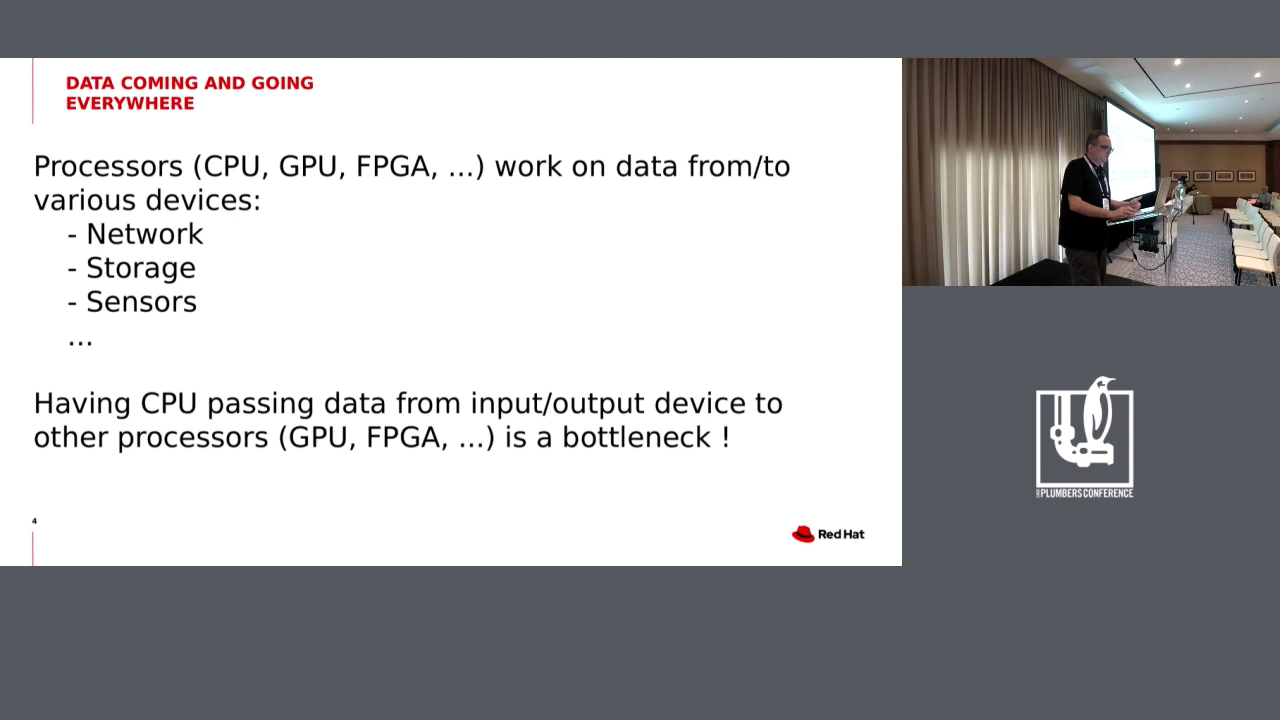 DATA COMING AND GOING
EVERYWHERE
Processors (CPU, GPU, FPGA, ...) work on data from/to
various devices:
- Network
- Storage
- Sensors
...
Having CPU passing data from input/output device to
other processors (GPU, FPGA, ...) is a bottleneck !
4
Red Hat
PLUMBERS CONFERENCE